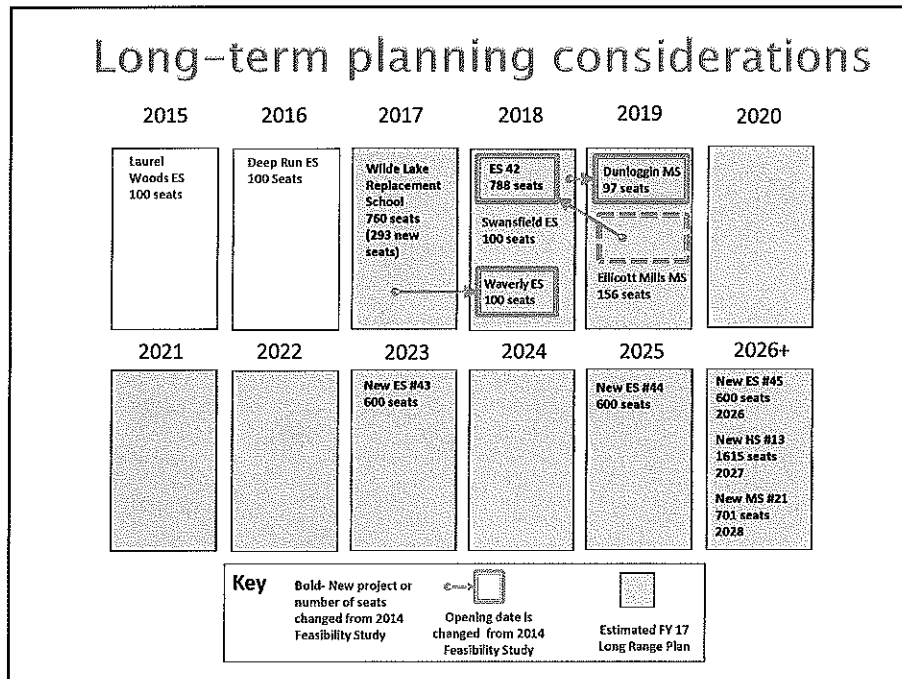 Long-term planning considerations
2015
2016
2017
2018
2019
2020
Laurel
Woods ES
100 seats
Deep Run ES
100 Seats
Wilde Lake
Replacement
School
760 seats
(293 new
seats)
ES 42
788 seats
Swansfield ES
100 seats
Waverly ES
100 seats
Dunloggin MS
97 seats
Ellicott Mills MS
156 seats
2021
2022
2023
2024
2025
2026+
New ES #43
600 seats
New ES #44
600 seats
New ES #45
600 seats
2026
New HS #13
1615 seats
2027
New MS #21
701 seats
2028
Key
Bold- New project or
number of seats
changed from 2014
Feasibility Study
Opening date is
changed from 2014
Feasibility Study
Estimated FY 17
Long Range Plan